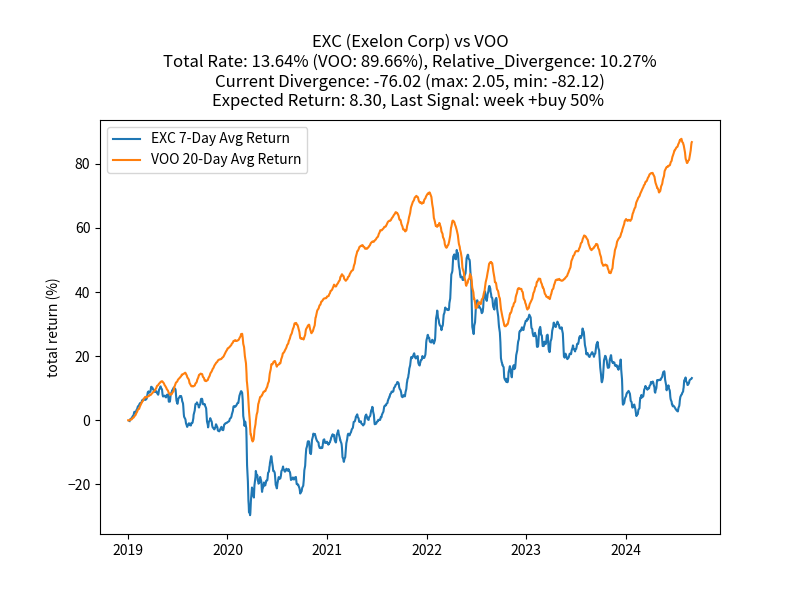 EXC (Exelon Corp) vs VOO
Total Rate: 13.64% (VOO: 89.66%), Relative_Divergence: 10.27%
Current Divergence: -76.02 (max: 2.05, min: -82.12)
Expected Return: 8.30, Last Signal: week +buy 50%
EXC 7-Day Avg Return
VOO 20-Day Avg Return
total return (%)
80
60
40
20
0
−20
2019 2020 2021 2022 2023 2024